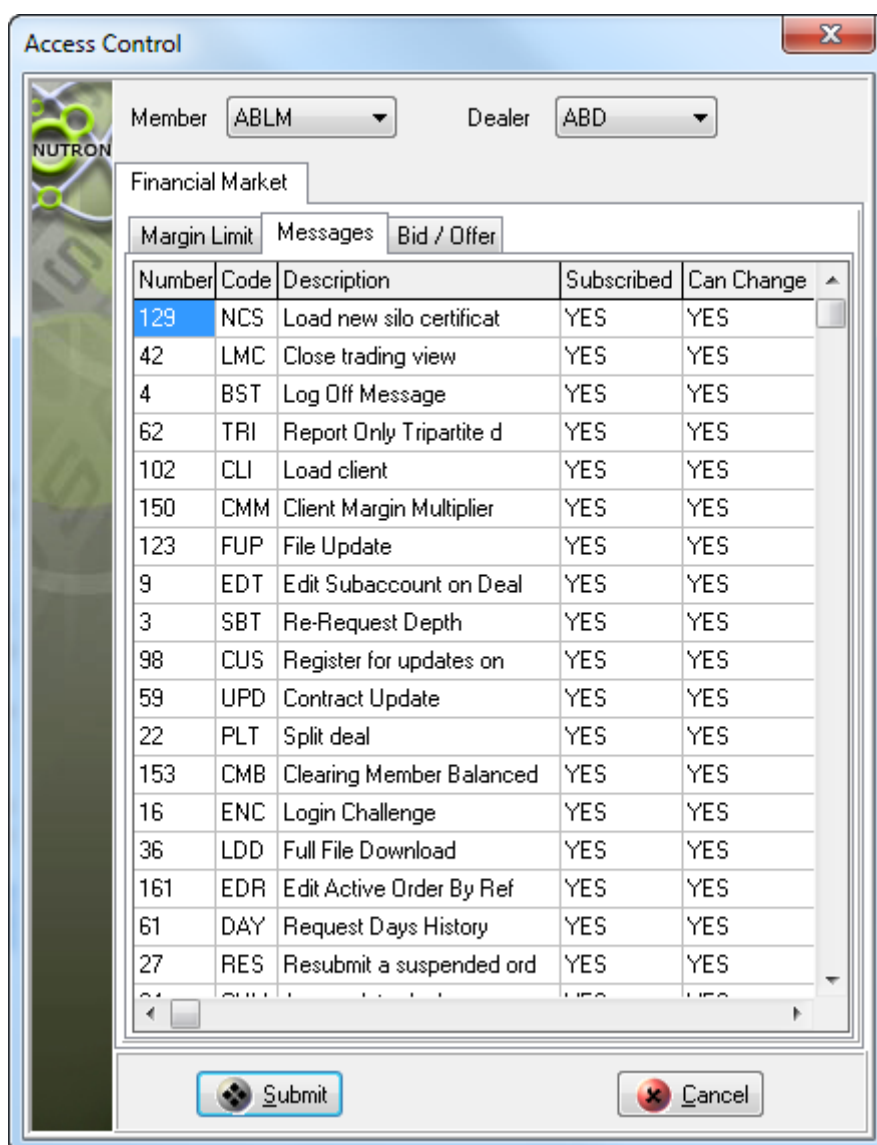 Access Control
NUTRON
Member ABLM Dealer ABD
Financial Market
Margin Limit Messages Bid / Offer
Number Code Description Subscribed Can Change
129 NCS Load new silo certificat YES YES
42 LMC Close trading view YES YES
4 BST Log Off Message YES YES
62 TRI Report Only Tripartite d YES YES
102 CLI Load client YES YES
150 CMM Client Margin Multiplier YES YES
123 FUP File Update YES YES
9 EDT Edit Subaccount on Deal YES YES
3 SBT Re-Request Depth YES YES
98 CUS Register for updates on YES YES
59 UPD Contract Update YES YES
22 PLT Split deal YES YES
153 CMB Clearing Member Balanced YES YES
16 ENC Login Challenge YES YES
36 LDD Full File Download YES YES
161 EDR Edit Active Order By Ref YES YES
61 DAY Request Days History YES YES
27 RES Resubmit a suspended ord YES YES
Submit Cancel